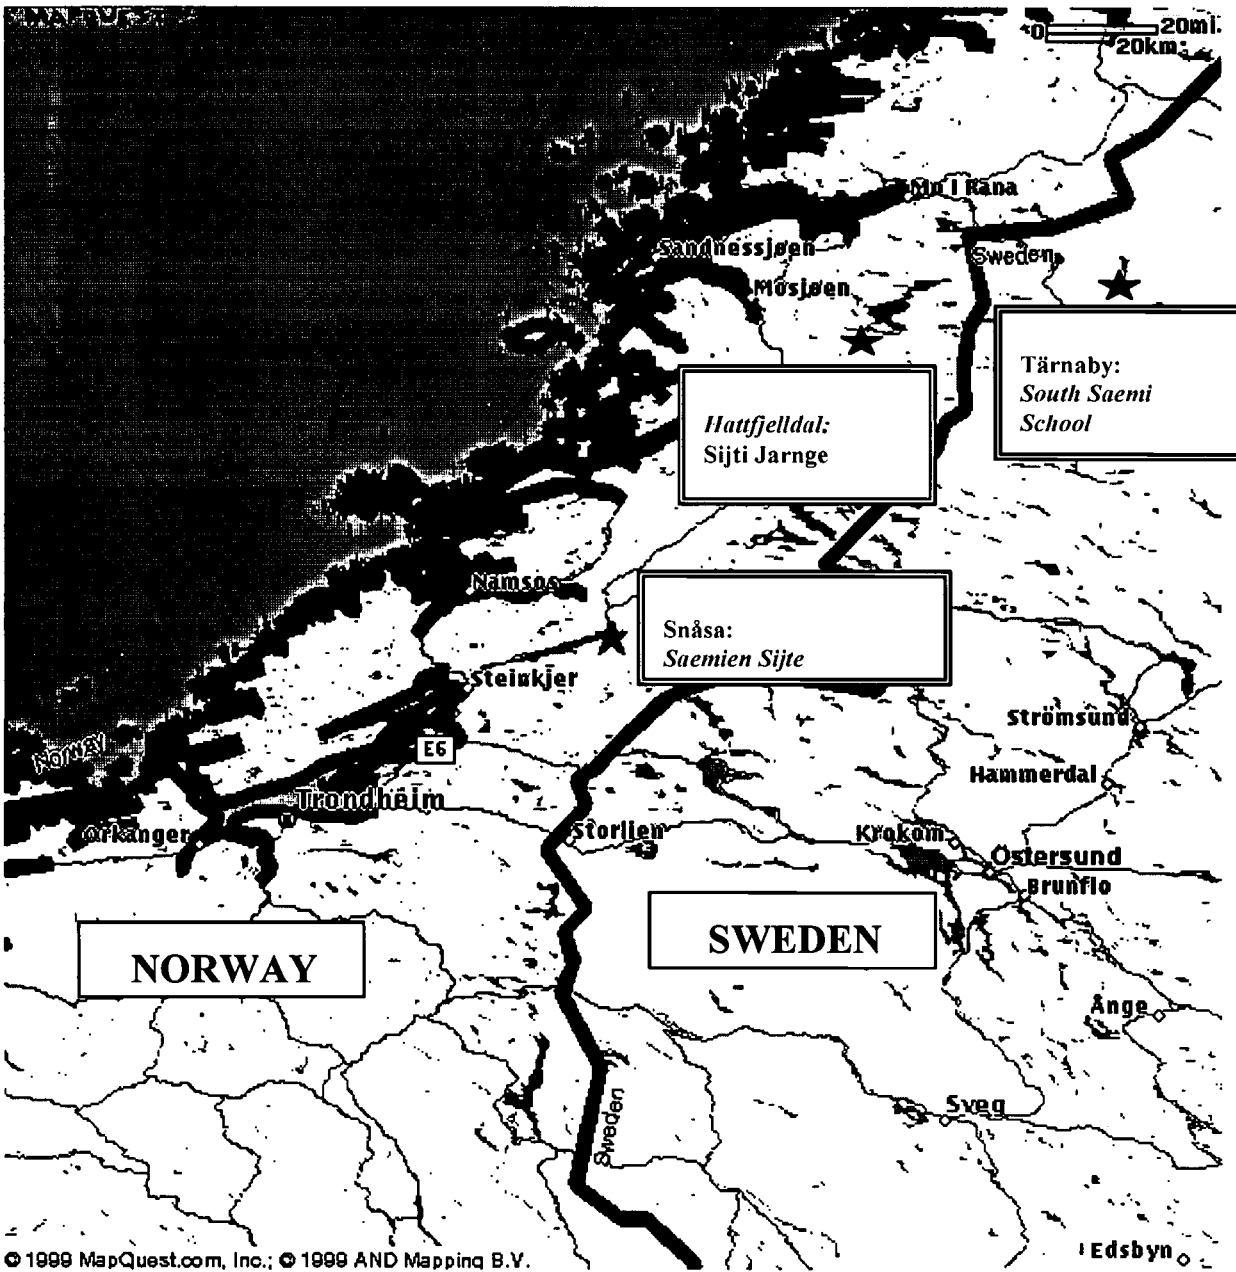 0 20mi.
20km
Mo I Rana
Sandnessjøen
Sweden
Mosjøen
Tärnaby:
South Saemi
School
Hattfjelldal:
Sijti Jarnge
Namsos
Snåsa:
Saemien Sijte
Steinkjer
Strömsund
NORWAY
E6
Hammerdal
Trondheim
Orkanger
Storlien
Krokom
Östersund
Brunflo
NORWAY
SWEDEN
Ånge
Sveg
Sweden
Edsbyn
© 1999 MapQuest.com, Inc.; © 1999 AND Mapping B.V.